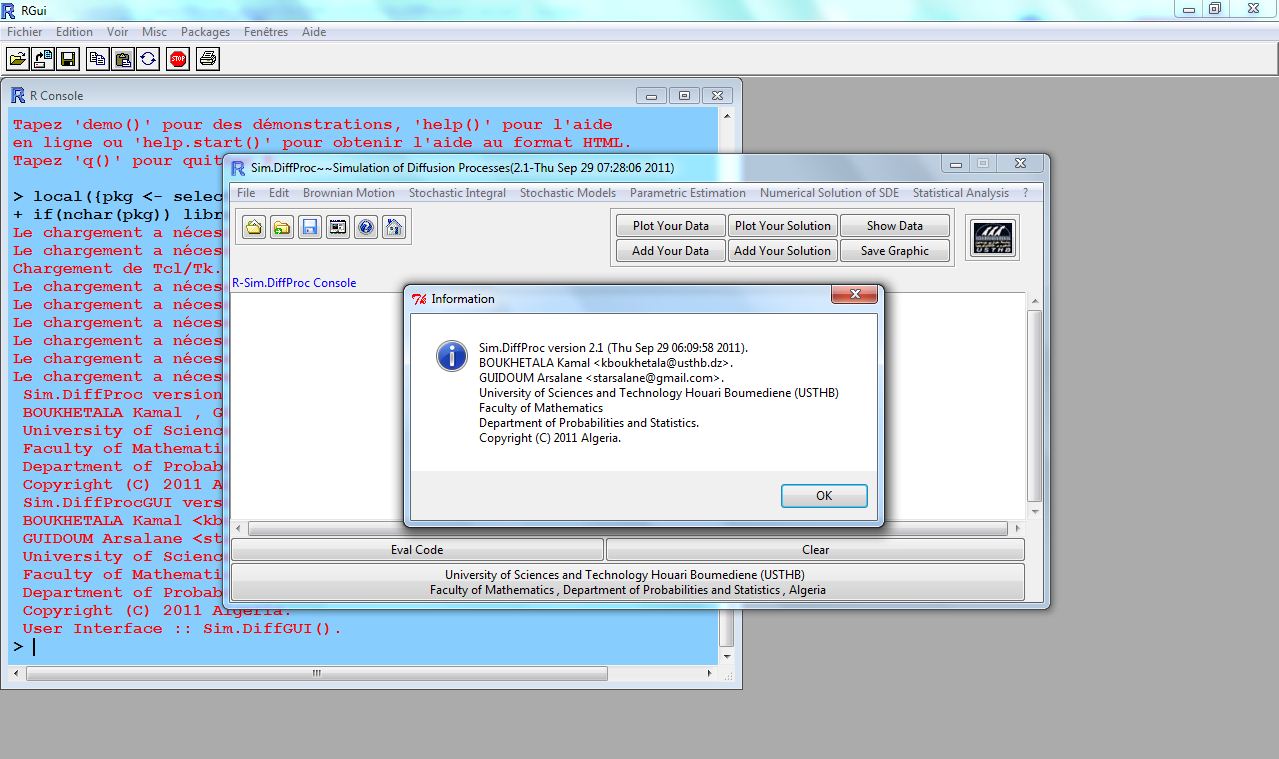 RGui
Fichier Edition Voir Misc Packages Fenêtres Aide
STOP
R Console
Tapez 'demo()' pour des démonstrations, 'help()' pour l'aide
en ligne ou 'help.start()' pour obtenir l'aide au format HTML.
Tapez 'q()' pour quit
> local({pkg <- selec
+ if(nchar(pkg)) libr
Le chargement a néces
Le chargement a néces
Chargement de Tcl/Tk.
Le chargement a néces
Le chargement a néces
Le chargement a néces
Le chargement a néces
Le chargement a néces
Le chargement a néces
Sim.DiffProc version
BOUKHETALA Kamal , G
University of Scienc
Faculty of Mathemati
Department of Probab
Copyright (C) 2011 A
Sim.DiffProcGUI vers
BOUKHETALA Kamal <kb
GUIDOUM Arsalane <st
University of Scienc
Faculty of Mathemati
Department of Probab
Copyright (C) 2011 Algeria.
User Interface :: Sim.DiffGUI().
>
Sim.DiffProc~~Simulation of Diffusion Processes(2.1-Thu Sep 29 07:28:06 2011)
File Edit Brownian Motion Stochastic Integral Stochastic Models Parametric Estimation Numerical Solution of SDE Statistical Analysis ?
Plot Your Data Plot Your Solution Show Data
Add Your Data Add Your Solution Save Graphic
USTHB
R-Sim.DiffProc Console
Information
Sim.DiffProc version 2.1 (Thu Sep 29 06:09:58 2011).
BOUKHETALA Kamal <kboukhetala@usthb.dz>.
GUIDOUM Arsalane <starsalane@gmail.com>.
University of Sciences and Technology Houari Boumediene (USTHB)
Faculty of Mathematics
Department of Probabilities and Statistics.
Copyright (C) 2011 Algeria.
OK
Eval Code Clear
University of Sciences and Technology Houari Boumediene (USTHB)
Faculty of Mathematics , Department of Probabilities and Statistics , Algeria